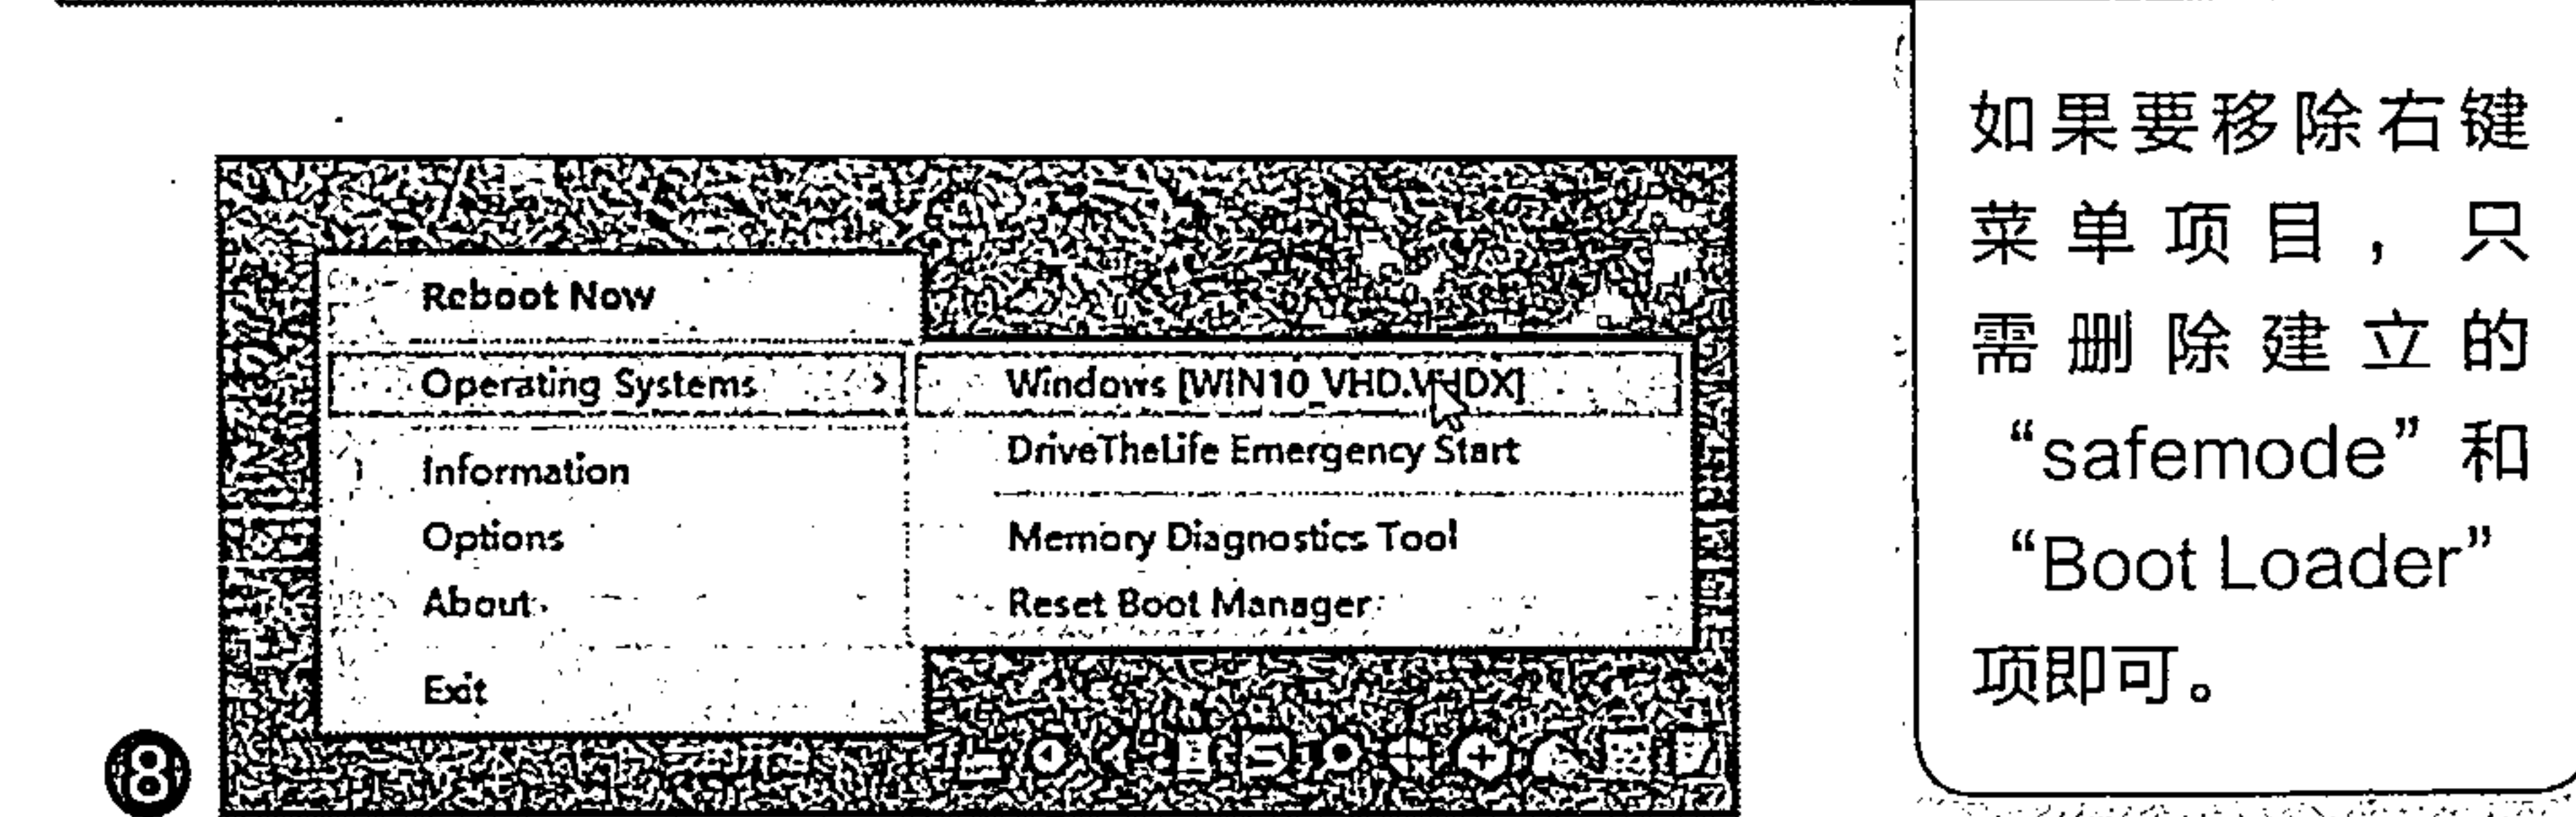 Reboot Now
Operating Systems >
Information
Options
About
Exit
Windows [WIN10_VHD.VHDX]
DriveTheLife Emergency Start
Memory Diagnostics Tool
Reset Boot Manager
8
如果要移除右键
菜单项目，只
需删除建立的
“safemode”和
“Boot Loader”
项即可。